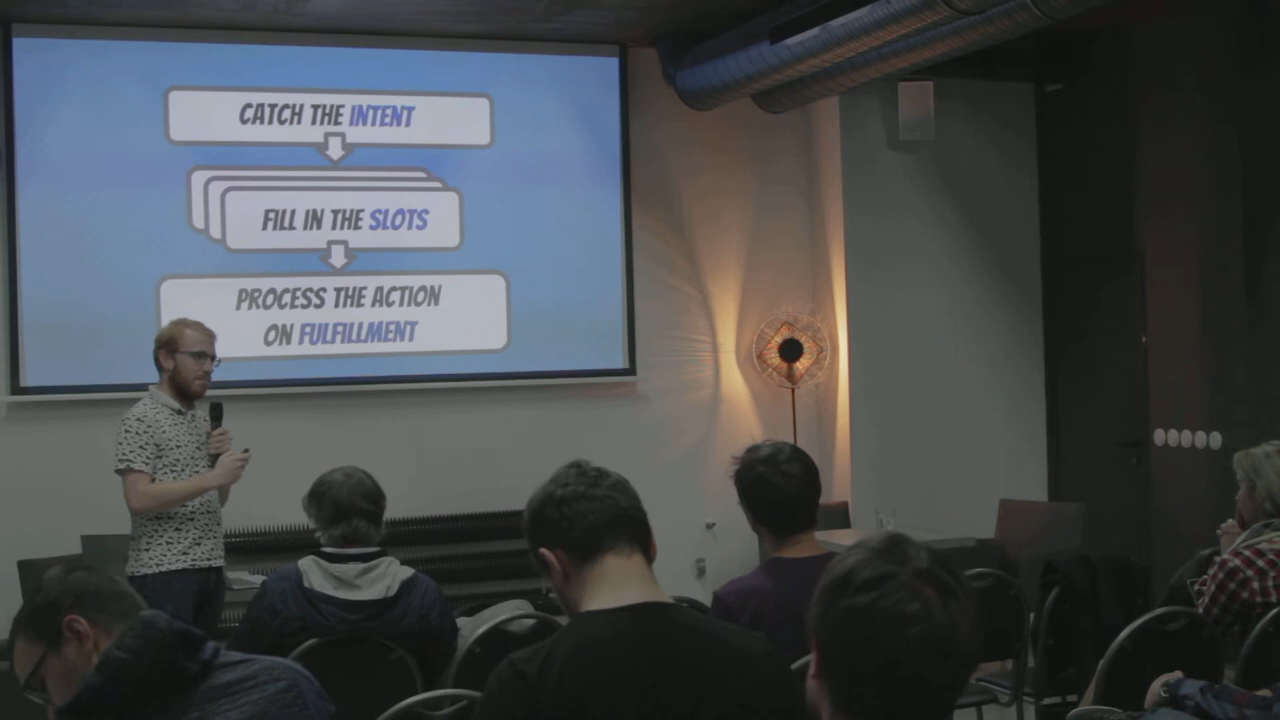 CATCH THE INTENT
FILL IN THE SLOTS
PROCESS THE ACTION
ON FULFILLMENT